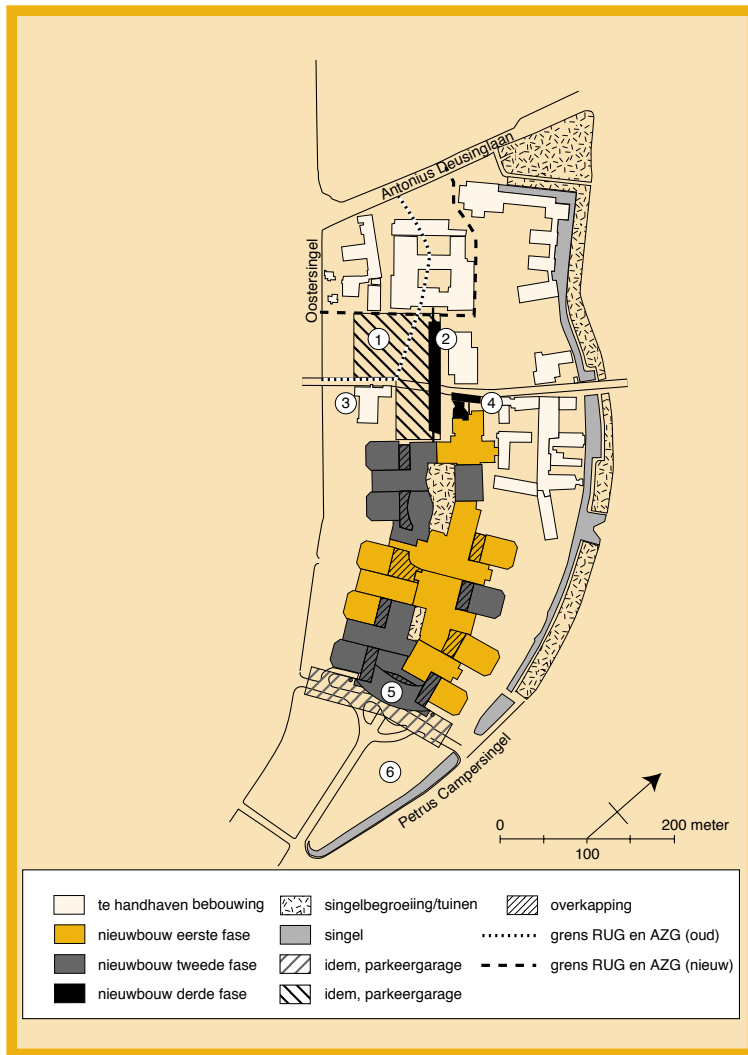 Antonius Deusinglaan
Oostersingel
1
2
3
4
5
6
Petrus Campersingel
0
200 meter
100
te handhaven bebouwing
nieuwbouw eerste fase
nieuwbouw tweede fase
nieuwbouw derde fase
singelbegroeiing/tuinen
singel
idem, parkeergarage
idem, parkeergarage
overkapping
grens RUG en AZG (oud)
grens RUG en AZG (nieuw)